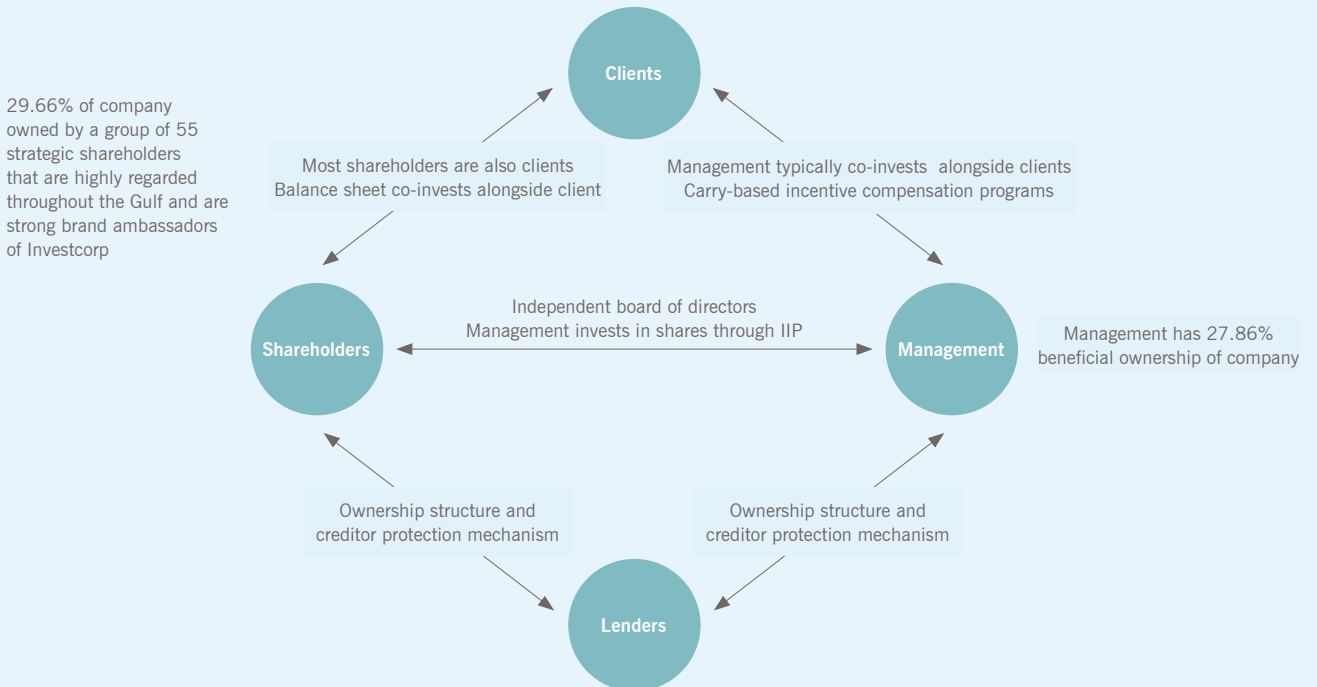 Clients
29.66% of company
owned by a group of 55
strategic shareholders
that are highly regarded
throughout the Gulf and are
strong brand ambassadors
of Investcorp
Most shareholders are also clients
Balance sheet co-invests alongside client
Management typically co-invests alongside clients
Carry-based incentive compensation programs
Independent board of directors
Management invests in shares through IIP
Shareholders
Management
Management has 27.86%
beneficial ownership of company
Ownership structure and
creditor protection mechanism
Ownership structure and
creditor protection mechanism
Lenders